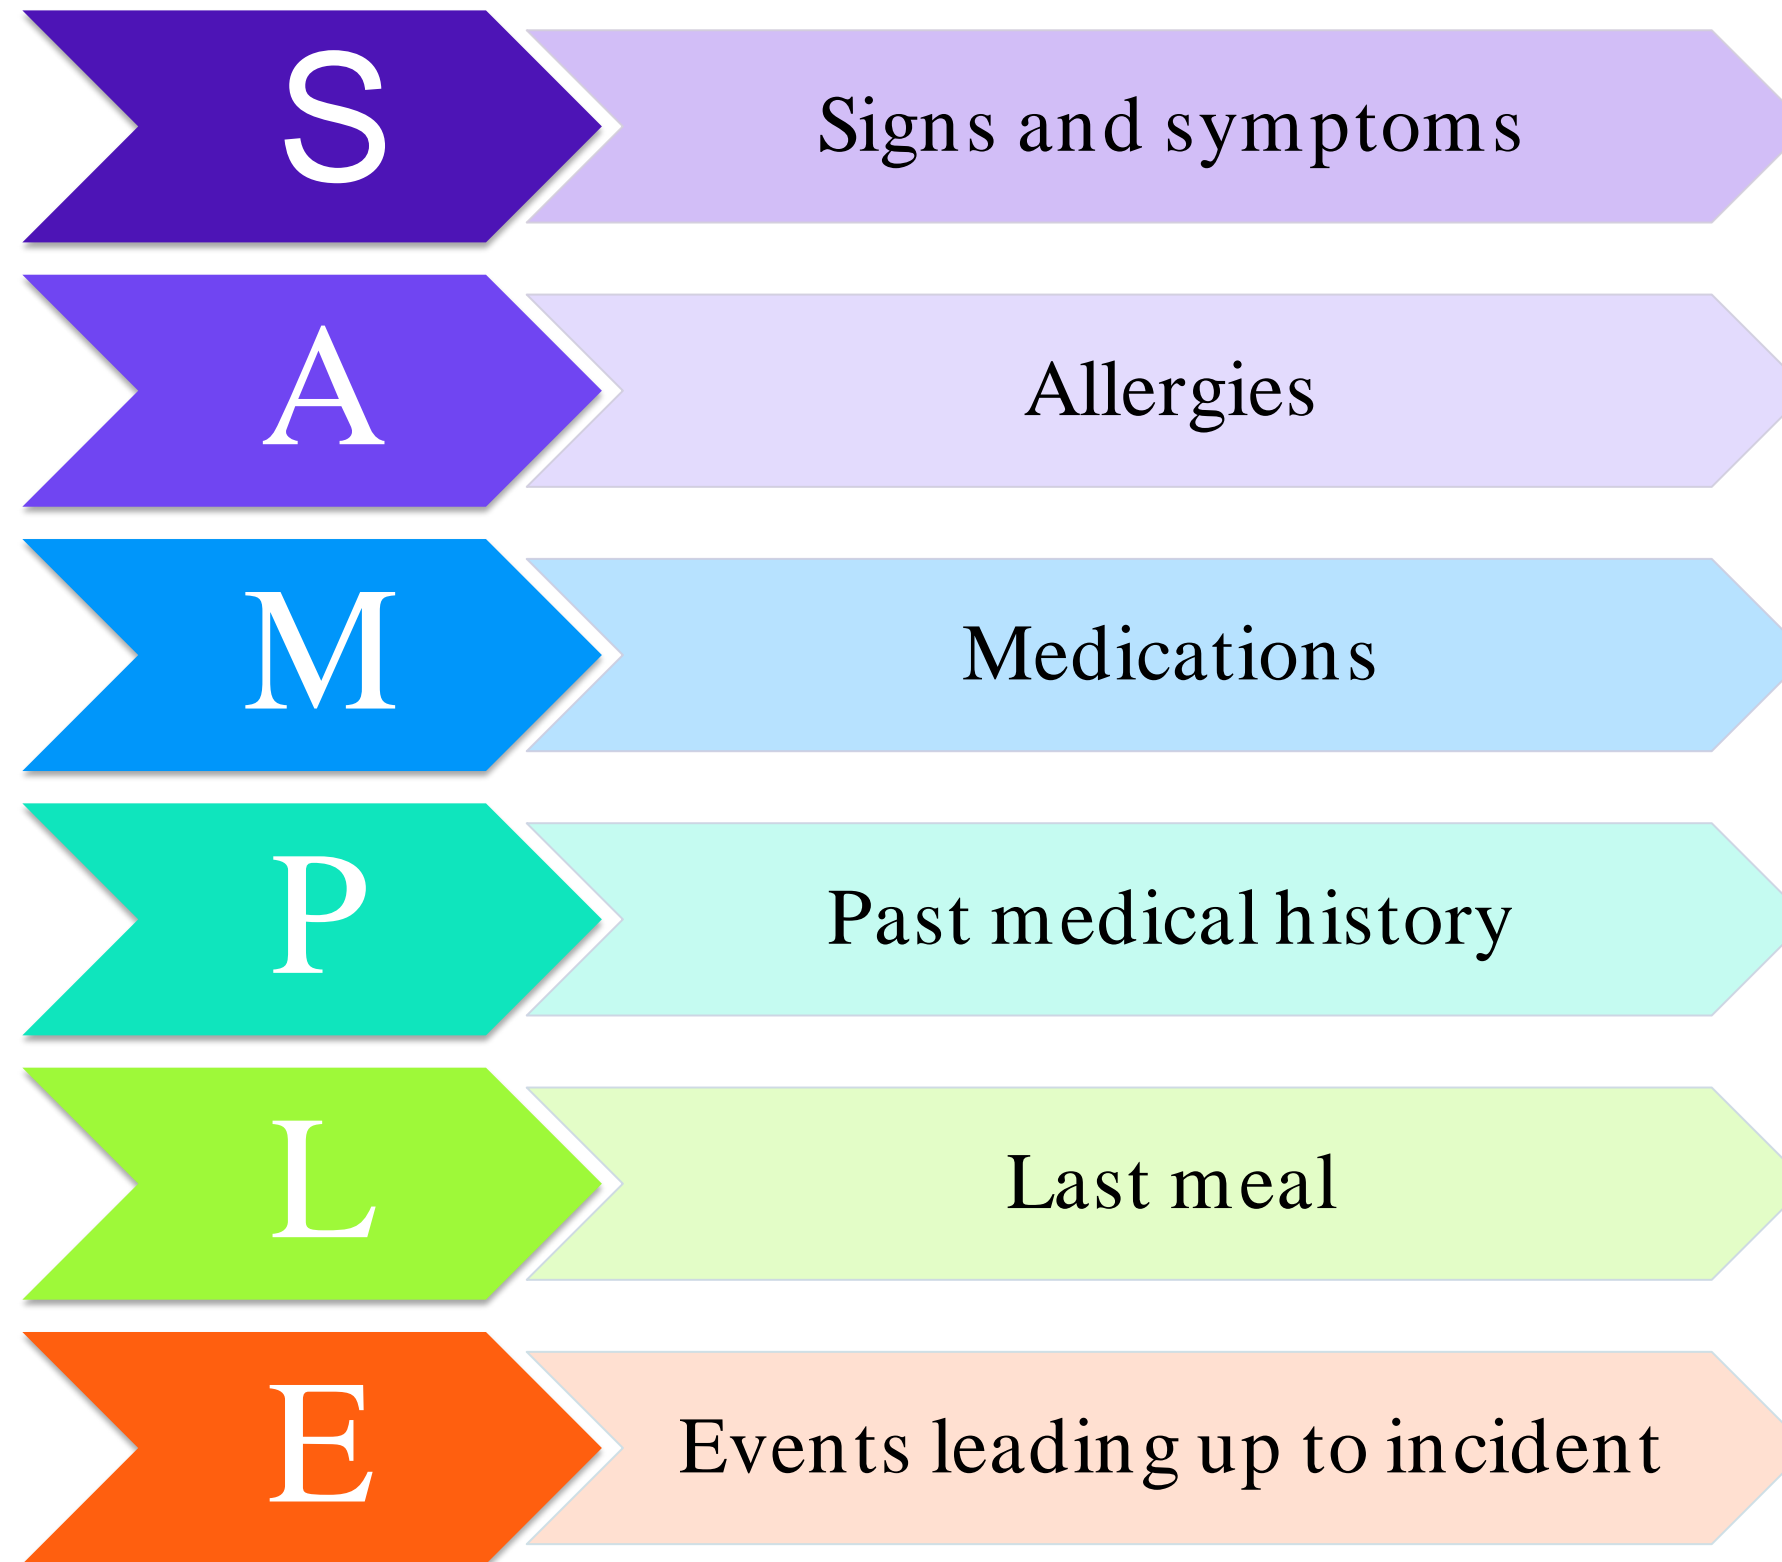 S
Signs and symptoms
A
Allergies
M
Medications
P
Past medical history
L
Last meal
E
Events leading up to incident